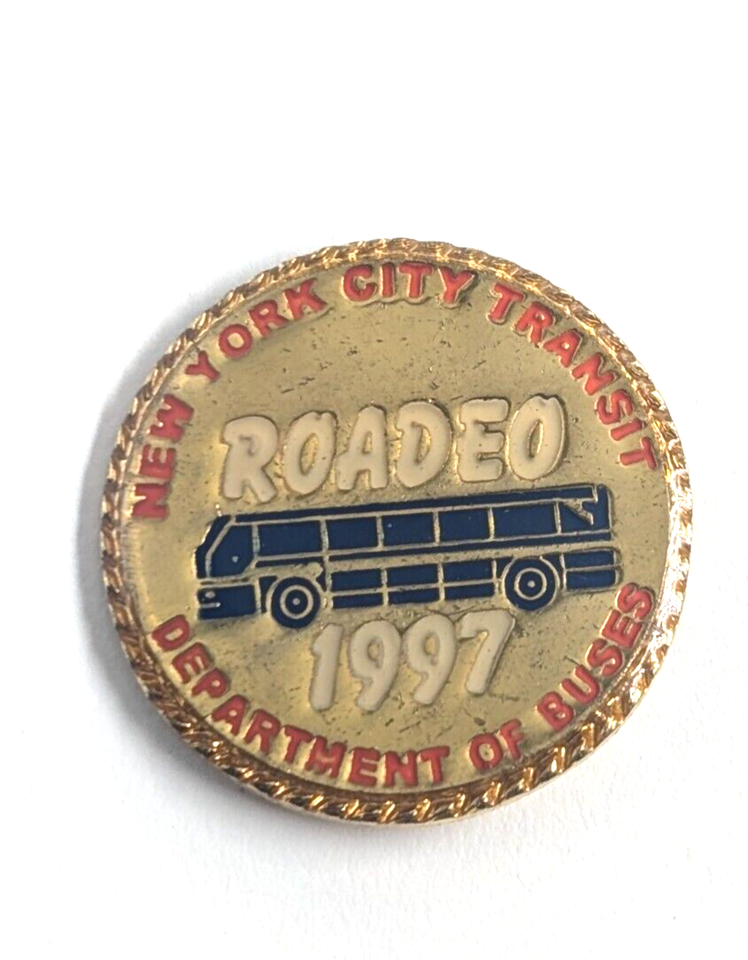 NEW YORK CITY TRANSIT
ROADEO
1997
DEPARTMENT OF BUSES